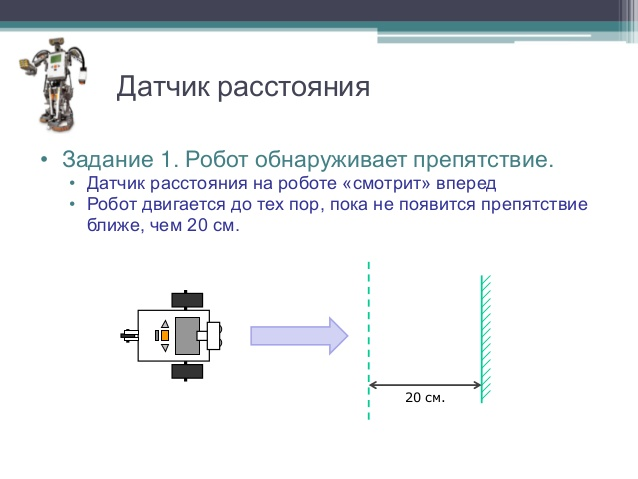 Датчик расстояния
• Задание 1. Робот обнаруживает препятствие.
• Датчик расстояния на роботе «смотрит» вперед
• Робот двигается до тех пор, пока не появится препятствие
ближе, чем 20 см.
20 см.